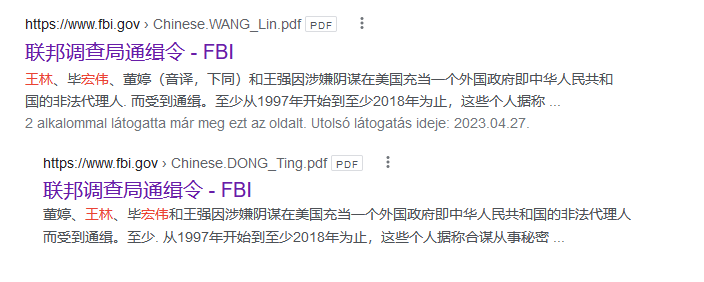 https://www.fbi.gov › Chinese.WANG_Lin.pdf PDF
联邦调查局通缉令 - FBI
王林、毕宏伟、董婷（音译，下同）和王强因涉嫌阴谋在美国充当一个外国政府即中华人民共和
国的非法代理人. 而受到通缉。至少从1997年开始到至少2018年为止，这些个人据称 ...
2 alkalommal látogatta már meg ezt az oldalt. Utolsó látogatás ideje: 2023.04.27.
https://www.fbi.gov › Chinese.DONG_Ting.pdf PDF
联邦调查局通缉令 - FBI
董婷、王林、毕宏伟和王强因涉嫌阴谋在美国充当一个外国政府即中华人民共和国的非法代理人
而受到通缉。至少. 从1997年开始到至少2018年为止，这些个人据称合谋从事秘密 ...